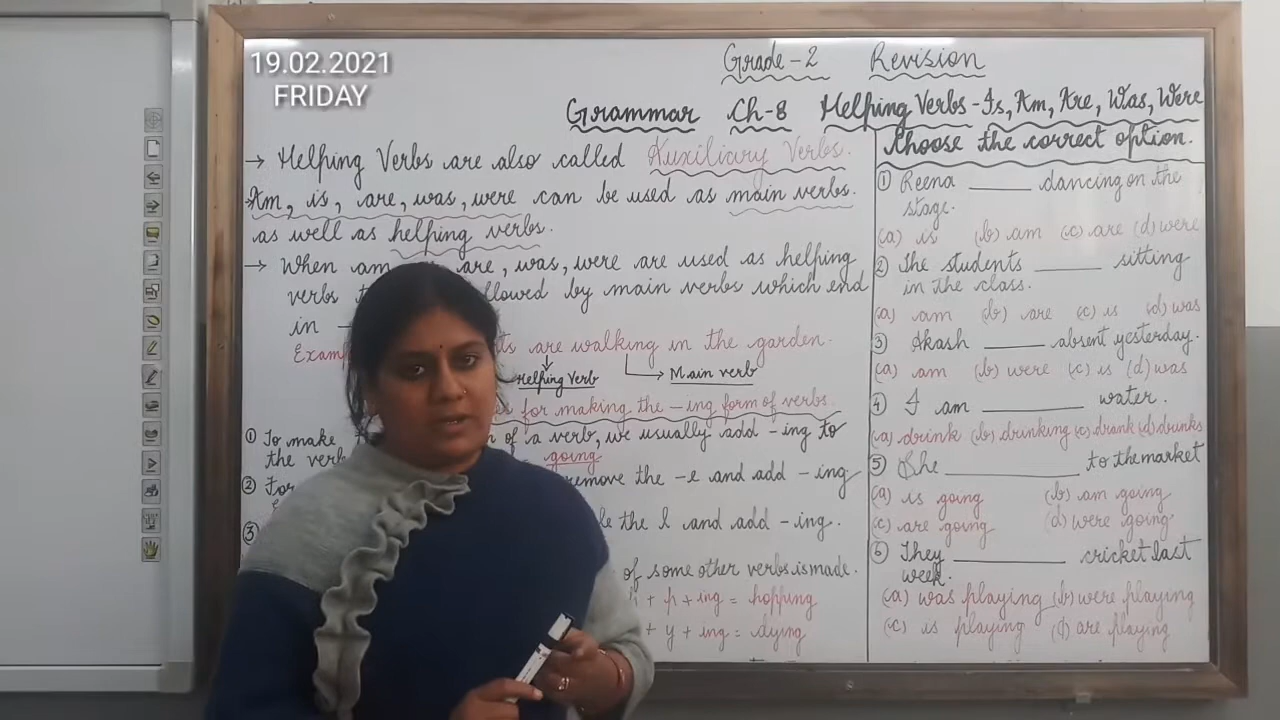 19.02.2021
FRIDAY
Grade-2 Revision
Grammar Ch-8 Helping Verbs - Is, Am, Are, Was, Were
→ Helping Verbs are also called Auxiliary Verbs.
Am, is, are, was, were can be used as main verbs.
as well as helping verbs.
→ When am are, was, were are used as helping
verbs by main verbs which end
in -
are walking in the garden.
Helping Verb → Main verb
for making the -ing form of verbs.
① To make of a verb, we usually add -ing to
the verb going
② For remove the -e and add -ing
③ the l and add -ing.
of some other verbs is made.
+ p + ing = hopping
+ y + ing = dying
Choose the correct option.
① Reena ______ dancing on the
stage.
(a) is (b) am (c) are (d) were
② The students ______ sitting
in the class.
(a) am (b) are (c) is (d) was
③ Akash ______ absent yesterday.
(a) am (b) were (c) is (d) was
④ I am ______ water.
(a) drink (b) drinking (c) drank (d) drinks
⑤ She ______ to the market
(a) is going (b) am going
(c) are going (d) were going
⑥ They ______ cricket last
week.
(a) was playing (b) were playing
(c) is playing (d) are playing